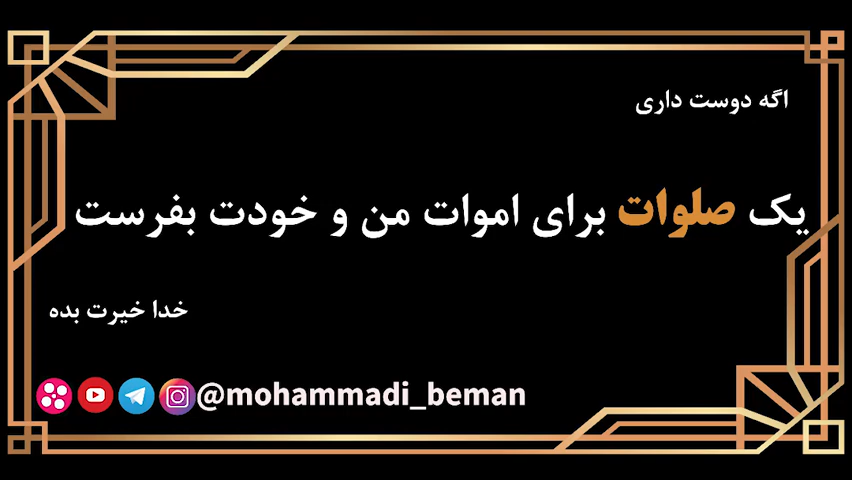 اگه دوست داری
یک صلوات برای اموات من و خودت بفرست
خدا خیرت بده
@mohammadi_beman